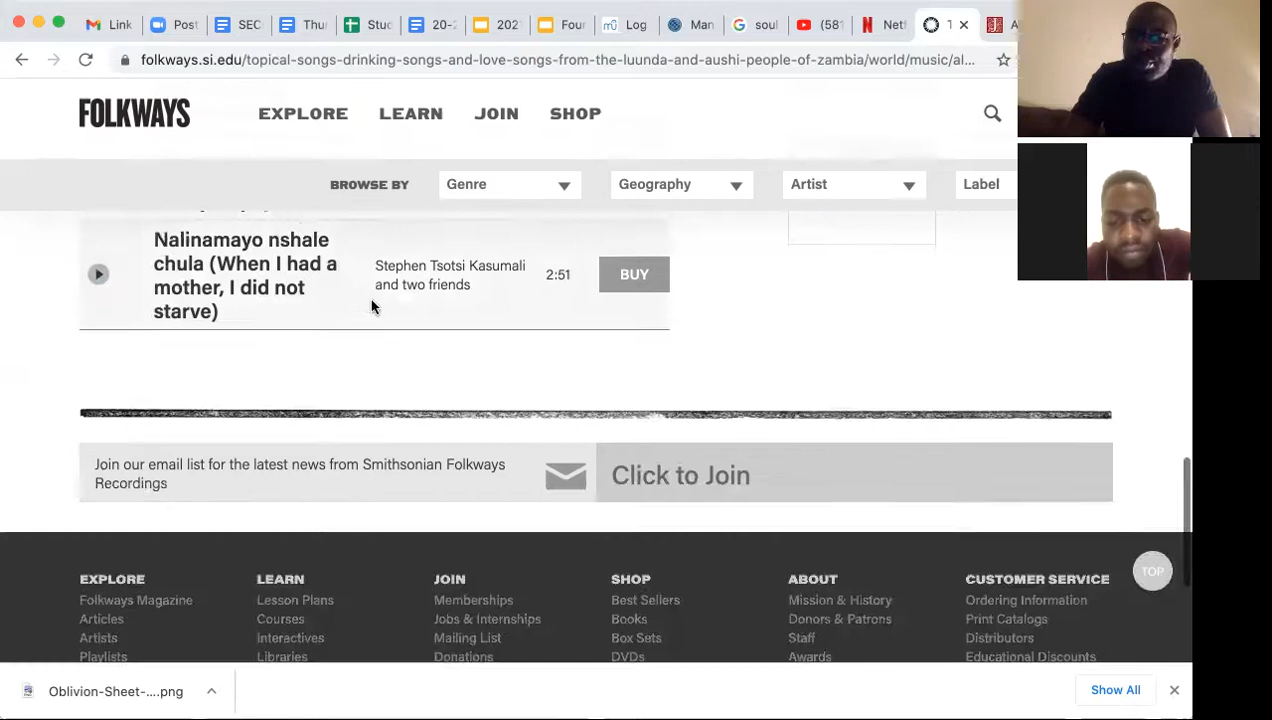 Link
Post
SEC
Thu
Stud
20-2
202
Four
Log
Man
soul
(581
Netf
T
folkways.si.edu/topical-songs-drinking-songs-and-love-songs-from-the-luunda-and-aushi-people-of-zambia/world/music/al...
FOLKWAYS
EXPLORE
LEARN
JOIN
SHOP
BROWSE BY
Genre
Geography
Artist
Label
Nalinamayo nshale
chula (When I had a
mother, I did not
starve)
Stephen Tsotsi Kasumali
and two friends
2:51
BUY
Join our email list for the latest news from Smithsonian Folkways
Recordings
Click to Join
EXPLORE
Folkways Magazine
Articles
Artists
Playlists
LEARN
Lesson Plans
Courses
Interactives
Libraries
JOIN
Memberships
Jobs & Internships
Mailing List
Donations
SHOP
Best Sellers
Books
Box Sets
DVDs
ABOUT
Mission & History
Donors & Patrons
Staff
Awards
CUSTOMER SERVICE
Ordering Information
Print Catalogs
Distributors
Educational Discounts
TOP
Oblivion-Sheet-....png
Show All